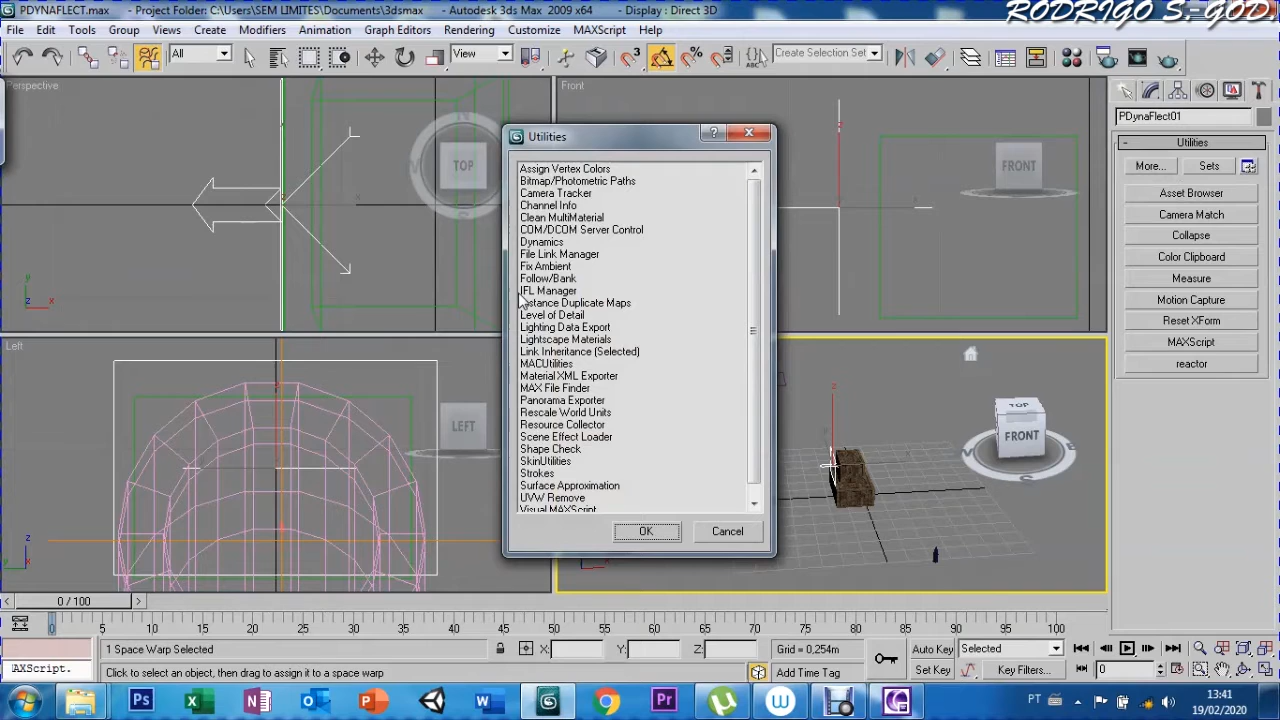 PDYNAFLECT.max - Project Folder: C:\Users\SEM LIMITES\Documents\3dsmax - Autodesk 3ds Max 2009 x64 - Display : Direct 3D
RODRIGO S.-GOD
File Edit Tools Group Views Create Modifiers Animation Graph Editors Rendering Customize MAXScript Help
All View Create Selection Set
Perspective
TOP
Front
FRONT
PDynaFlect01
Utilities
More... Sets
Asset Browser
Camera Match
Collapse
Color Clipboard
Measure
Motion Capture
Reset XForm
MAXScript
reactor
Utilities
Assign Vertex Colors
Bitmap/Photometric Paths
Camera Tracker
Channel Info
Clean MultiMaterial
COM/DCOM Server Control
Dynamics
File Link Manager
Fix Ambient
Follow/Bank
IFL Manager
Instance Duplicate Maps
Level of Detail
Lighting Data Export
Lightscape Materials
Link Inheritance (Selected)
MACUtilities
Material XML Exporter
MAX File Finder
Panorama Exporter
Rescale World Units
Resource Collector
Scene Effect Loader
Shape Check
SkinUtilities
Strokes
Surface Approximation
UVW Remove
Visual MAXScript
OK Cancel
Left
LEFT
TOP
FRONT
0 / 100
0 5 10 15 20 25 30 35 40 45 50 55 60 65 70 75 80 85 90 95 100
1 Space Warp Selected X: Y: Z: Grid = 0,254m Auto Key Selected
AXScript. Click to select an object, then drag to assign it to a space warp Add Time Tag Set Key Key Filters... 0
PT 13:41
19/02/2020